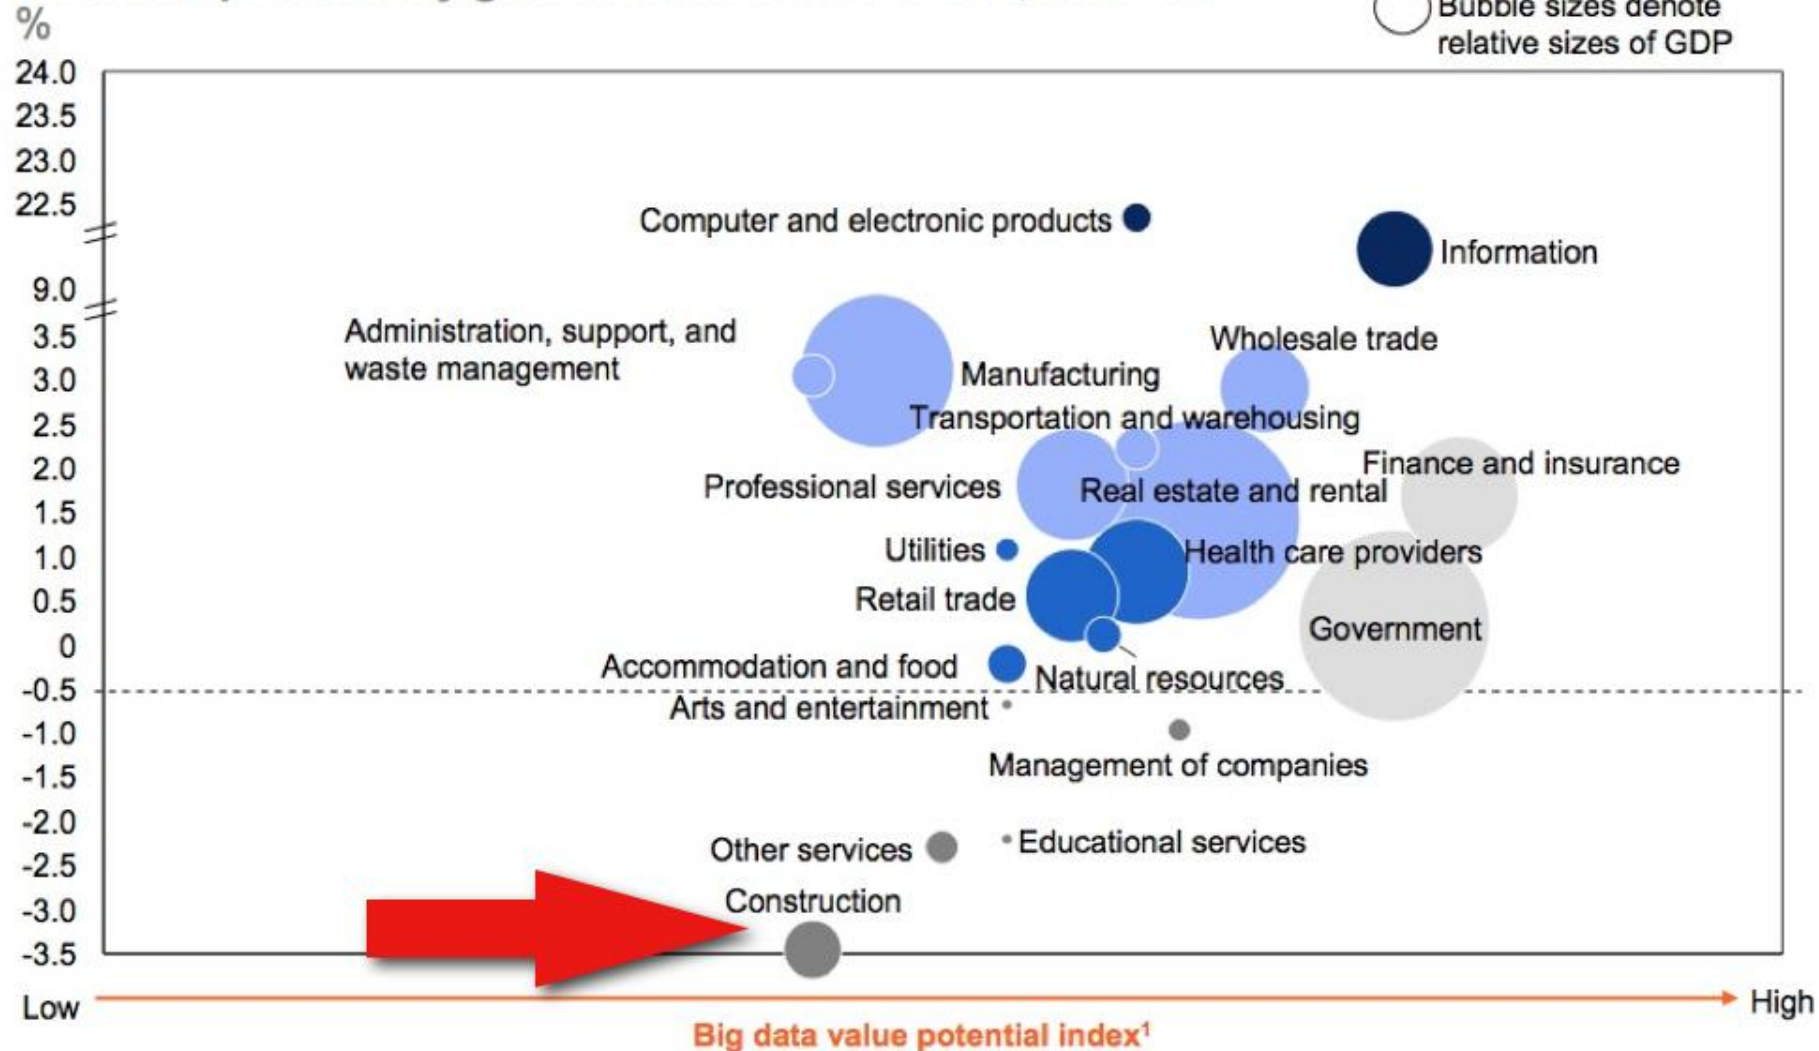 %
Bubble sizes denote
relative sizes of GDP
24.0
23.5
23.0
22.5
9.0
3.5
3.0
2.5
2.0
1.5
1.0
0.5
0
-0.5
-1.0
-1.5
-2.0
-2.5
-3.0
-3.5
Computer and electronic products
Information
Administration, support, and
waste management
Manufacturing
Wholesale trade
Transportation and warehousing
Finance and insurance
Professional services
Real estate and rental
Utilities
Health care providers
Retail trade
Government
Accommodation and food
Natural resources
Arts and entertainment
Management of companies
Other services
Educational services
Construction
Low
High
Big data value potential index¹